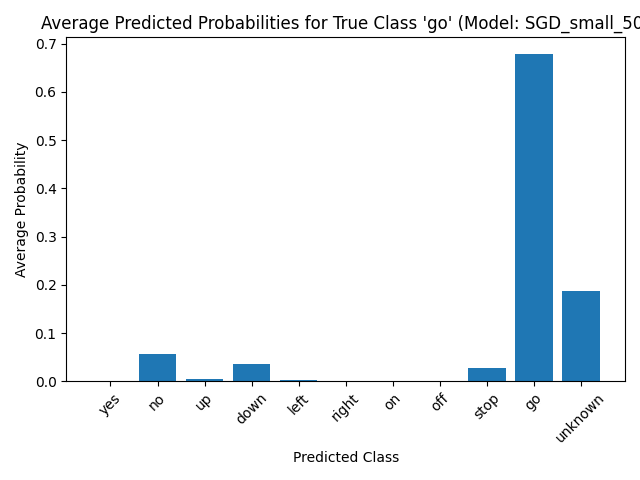 Average Predicted Probabilities for True Class 'go' (Model: SGD_small_50
0.7
0.6
0.5
0.4
0.3
0.2
0.1
0.0
Average Probability
yes
no
up
down
left
right
on
off
stop
go
unknown
Predicted Class